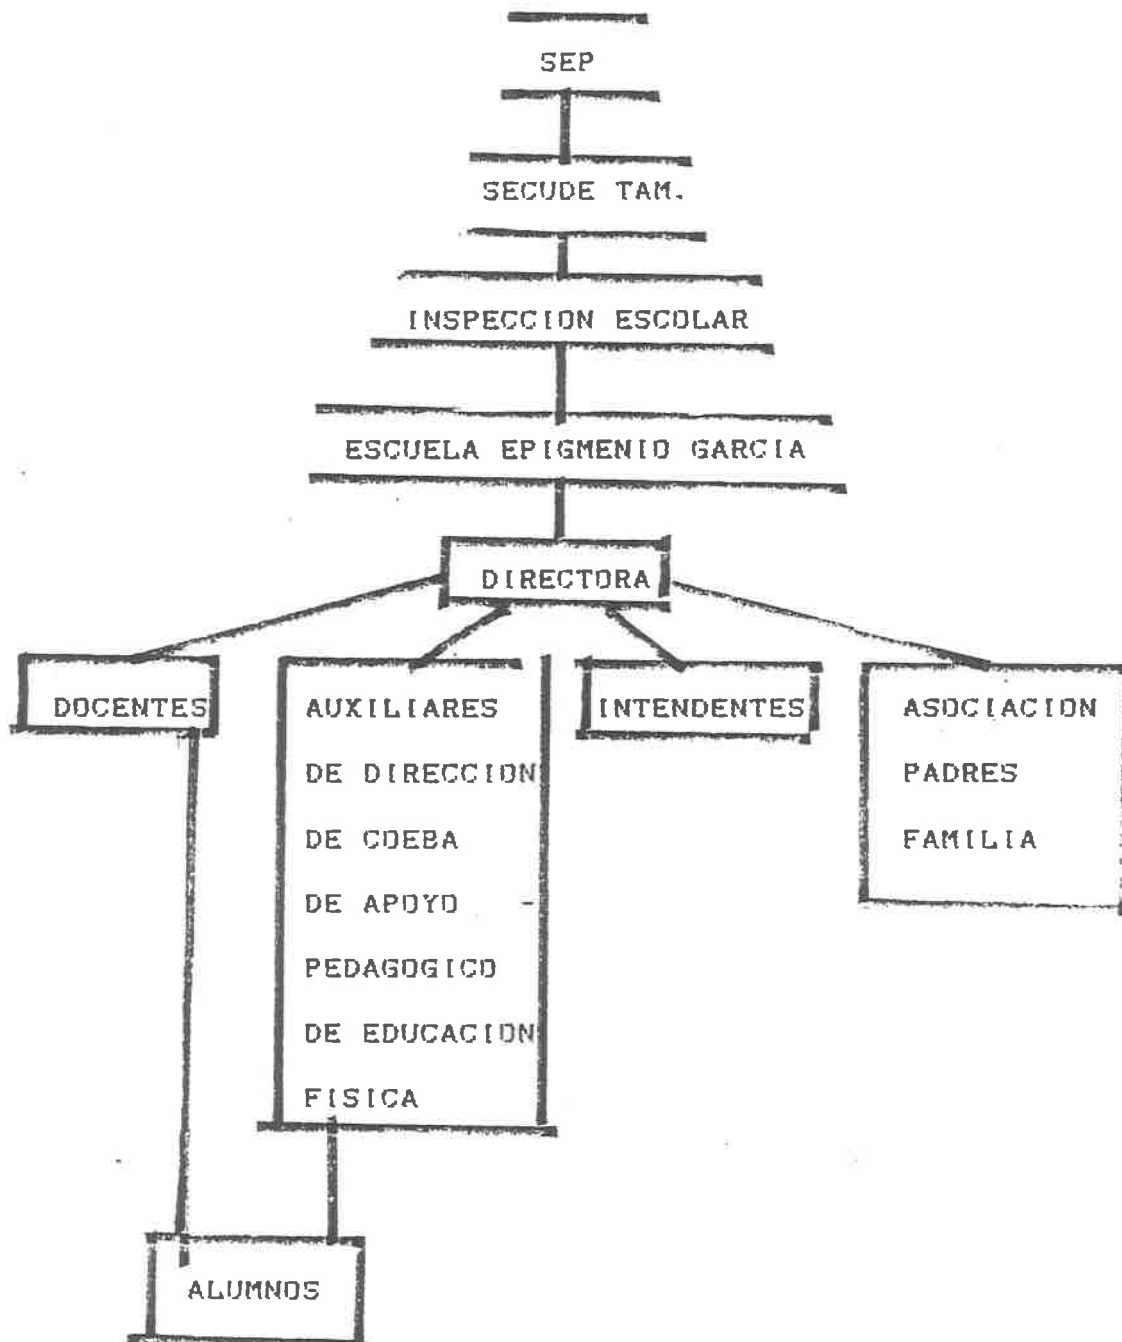 SEP
SECUDE TAM.
INSPECCION ESCOLAR
ESCUELA EPIGMENIO GARCIA
DIRECTORA
DOCENTES
AUXILIARES
DE DIRECCION
DE COEBA
DE APOYO -
PEDAGOGICO
DE EDUCACION
FISICA
INTENDENTES
ASOCIACION
PADRES
FAMILIA
ALUMNOS